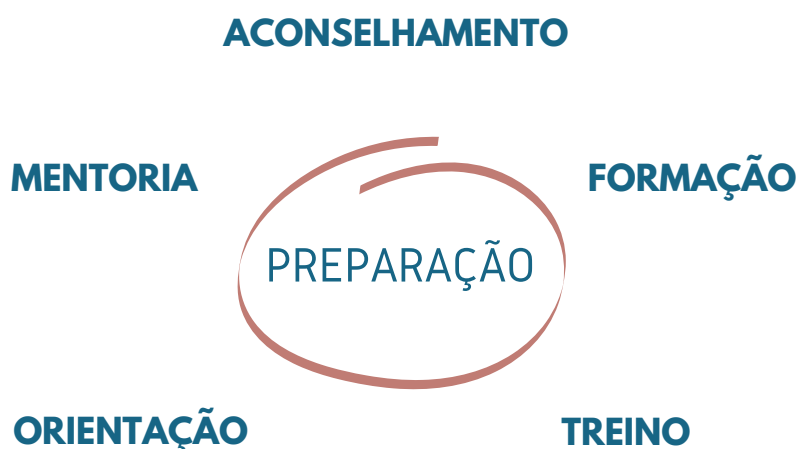 ACONSELHAMENTO
MENTORIA
FORMAÇÃO
PREPARAÇÃO
ORIENTAÇÃO
TREINO